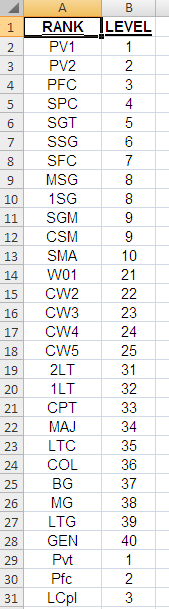 A B
1 RANK LEVEL
2 PV1 1
3 PV2 2
4 PFC 3
5 SPC 4
6 SGT 5
7 SSG 6
8 SFC 7
9 MSG 8
10 1SG 8
11 SGM 9
12 CSM 9
13 SMA 10
14 W01 21
15 CW2 22
16 CW3 23
17 CW4 24
18 CW5 25
19 2LT 31
20 1LT 32
21 CPT 33
22 MAJ 34
23 LTC 35
24 COL 36
25 BG 37
26 MG 38
27 LTG 39
28 GEN 40
29 Pvt 1
30 Pfc 2
31 LCpl 3